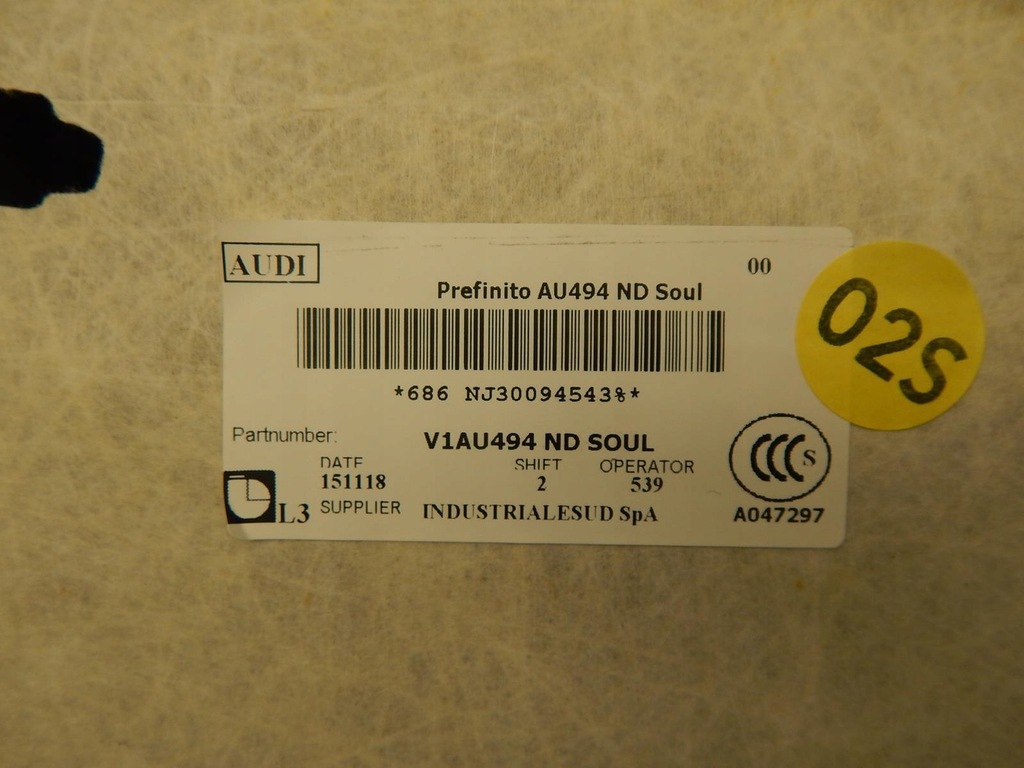 AUDI
00
Prefinito AU494 ND Soul
*686 NJ30094543%*
Partnumber:
V1AU494 ND SOUL
DATE SHIFT OPERATOR
151118 2 539
L3 SUPPLIER INDUSTRIALESUD SpA
CCC S
A047297
02S